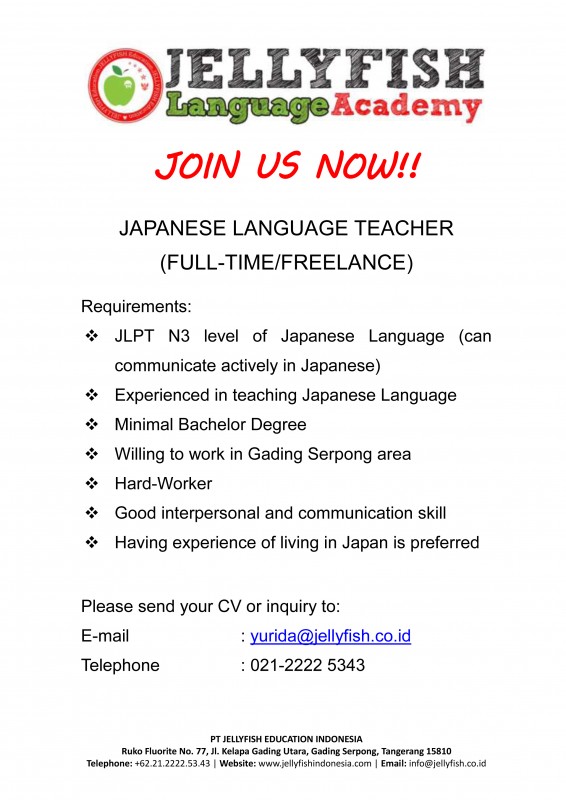 JELLYFISH
Language Academy
JOIN US NOW!!
JAPANESE LANGUAGE TEACHER
(FULL-TIME/FREELANCE)
Requirements:
❖ JLPT N3 level of Japanese Language (can
communicate actively in Japanese)
❖ Experienced in teaching Japanese Language
❖ Minimal Bachelor Degree
❖ Willing to work in Gading Serpong area
❖ Hard-Worker
❖ Good interpersonal and communication skill
❖ Having experience of living in Japan is preferred
Please send your CV or inquiry to:
E-mail : yurida@jellyfish.co.id
Telephone : 021-2222 5343
PT JELLYFISH EDUCATION INDONESIA
Ruko Fluorite No. 77, Jl. Kelapa Gading Utara, Gading Serpong, Tangerang 15810
Telephone: +62.21.2222.53.43 | Website: www.jellyfishindonesia.com | Email: info@jellyfish.co.id